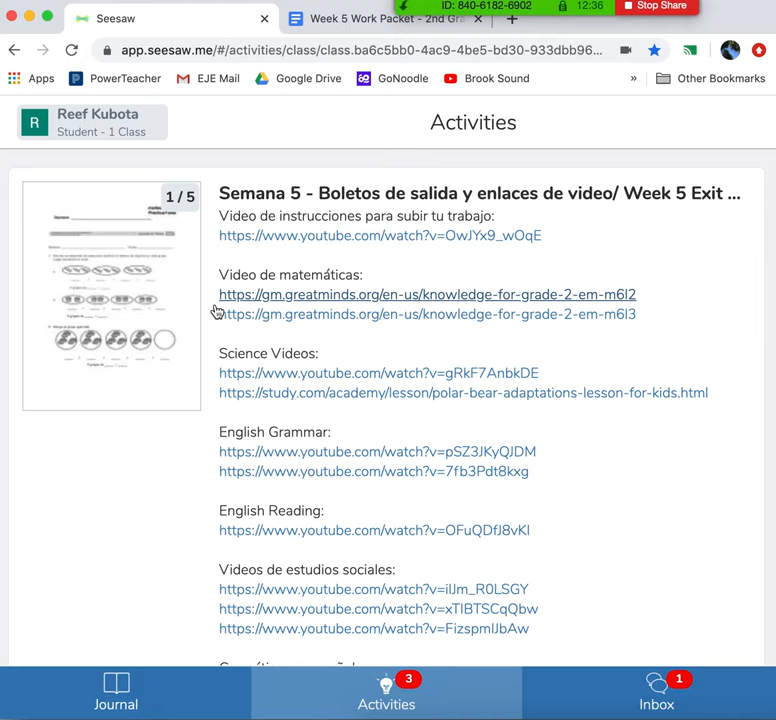 ID: 840-6182-6902
12:36
Stop Share
Seesaw
Week 5 Work Packet - 2nd Gra
app.seesaw.me/#/activities/class/class.ba6c5bb0-4ac9-4be5-bd30-933dbb96...
Apps
PowerTeacher
EJE Mail
Google Drive
GoNoodle
Brook Sound
»
Other Bookmarks
R
Reef Kubota
Student - 1 Class
Activities
1 / 5
Semana 5 - Boletos de salida y enlaces de video/ Week 5 Exit ...
Video de instrucciones para subir tu trabajo:
https://www.youtube.com/watch?v=OwJYx9_wOqE
Video de matemáticas:
https://gm.greatminds.org/en-us/knowledge-for-grade-2-em-m6l2
https://gm.greatminds.org/en-us/knowledge-for-grade-2-em-m6l3
Science Videos:
https://www.youtube.com/watch?v=gRkF7AnbkDE
https://study.com/academy/lesson/polar-bear-adaptations-lesson-for-kids.html
English Grammar:
https://www.youtube.com/watch?v=pSZ3JKyQJDM
https://www.youtube.com/watch?v=7fb3Pdt8kxg
English Reading:
https://www.youtube.com/watch?v=OFuQDfJ8vKI
Videos de estudios sociales:
https://www.youtube.com/watch?v=iIJm_R0LSGY
https://www.youtube.com/watch?v=xTIBTSCqQbw
https://www.youtube.com/watch?v=FizspmIJbAw
Journal
3
Activities
1
Inbox